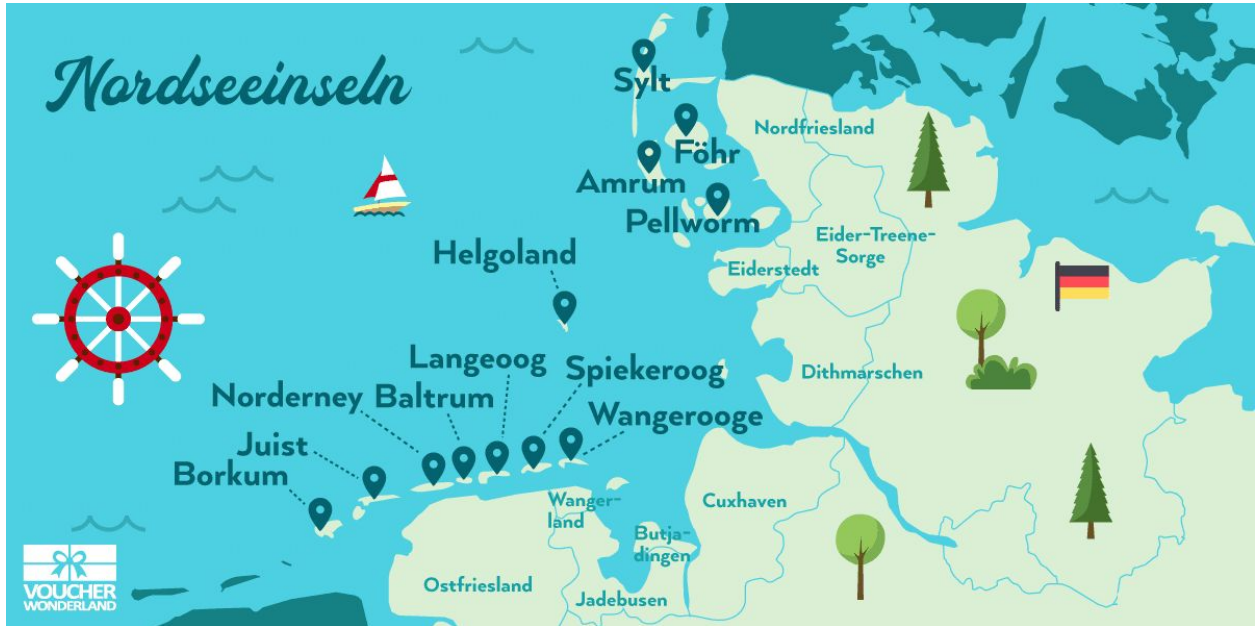 Nordseeinseln
Sylt
Föhr
Amrum
Pellworm
Helgoland
Langeoog
Spiekeroog
Norderney
Baltrum
Wangerooge
Juist
Borkum
Nordfriesland
Eider-Treene-
Sorge
Eiderstedt
Dithmarschen
Cuxhaven
Wanger-
land
Butja-
dingen
Ostfriesland
Jadebusen
VOUCHER
WONDERLAND